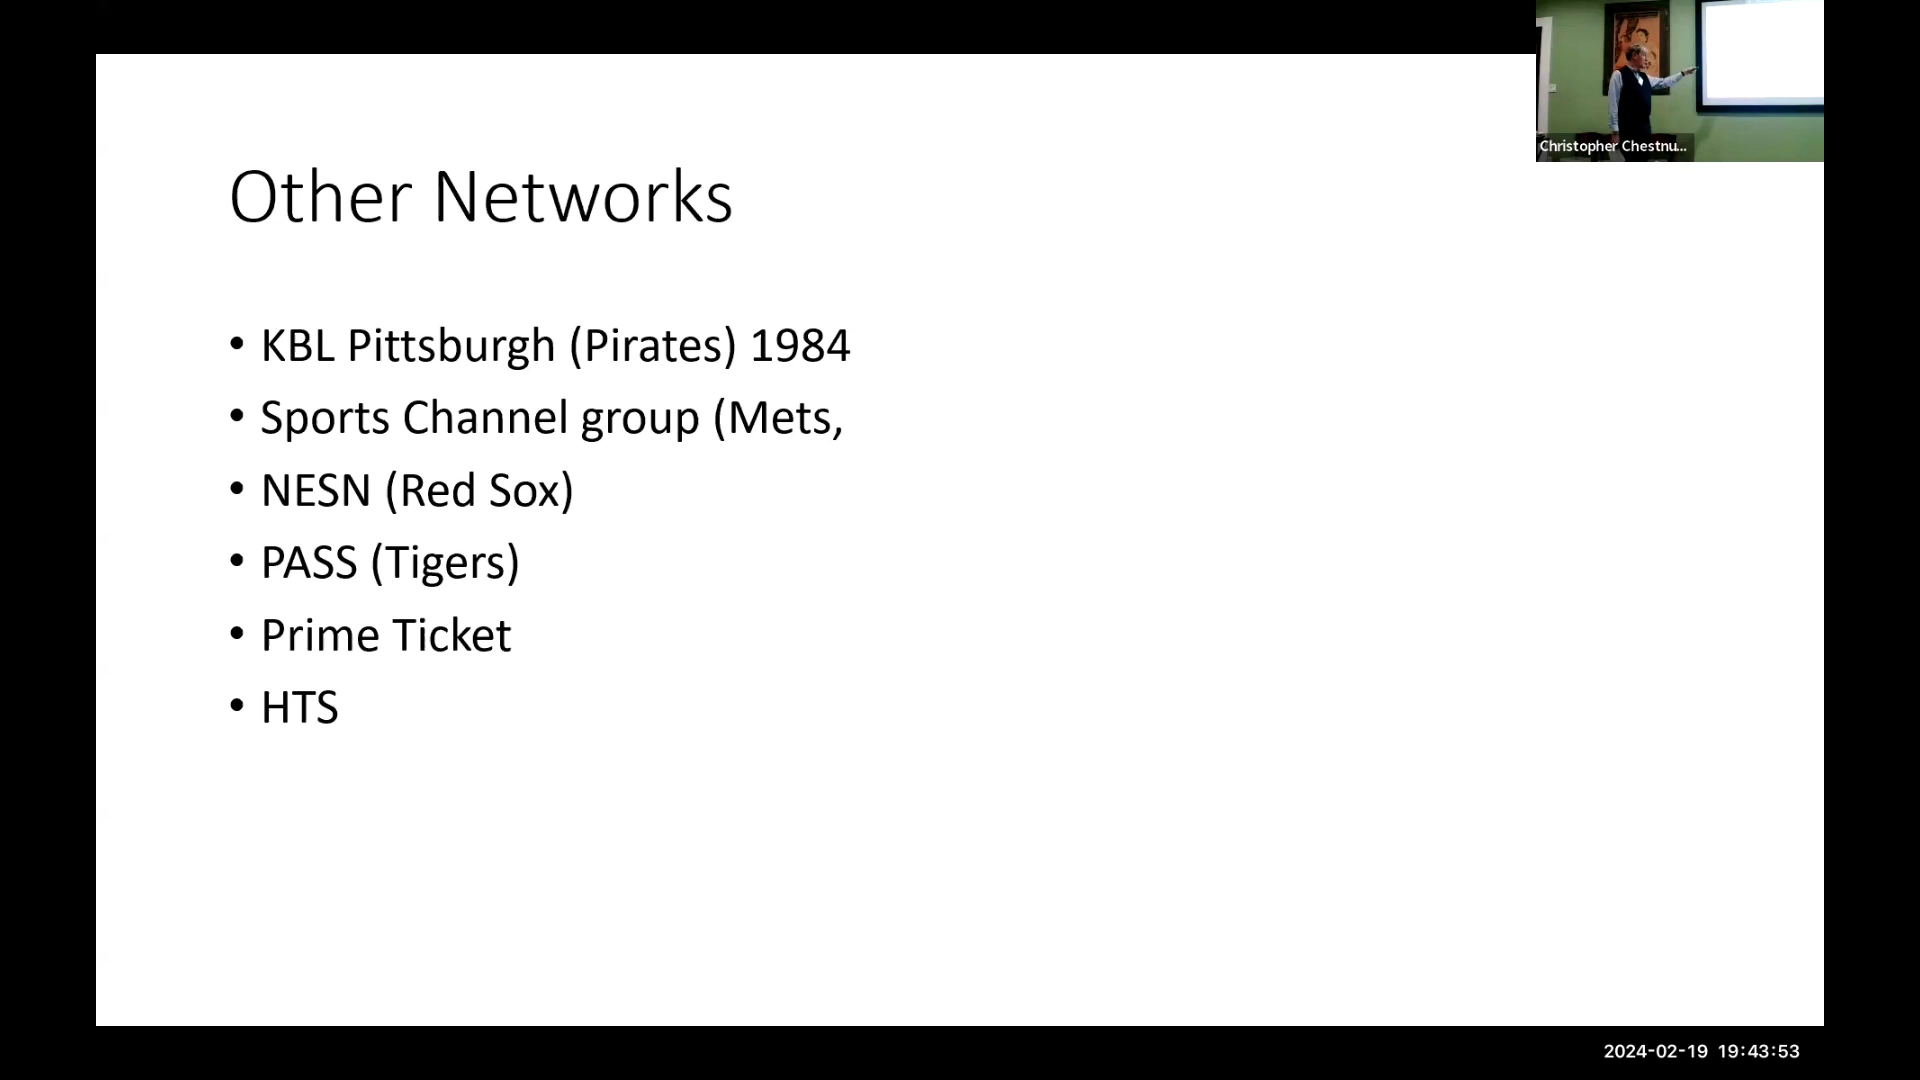 Christopher Chestnu...
Other Networks
• KBL Pittsburgh (Pirates) 1984
• Sports Channel group (Mets,
• NESN (Red Sox)
• PASS (Tigers)
• Prime Ticket
• HTS
2024-02-19 19:43:53